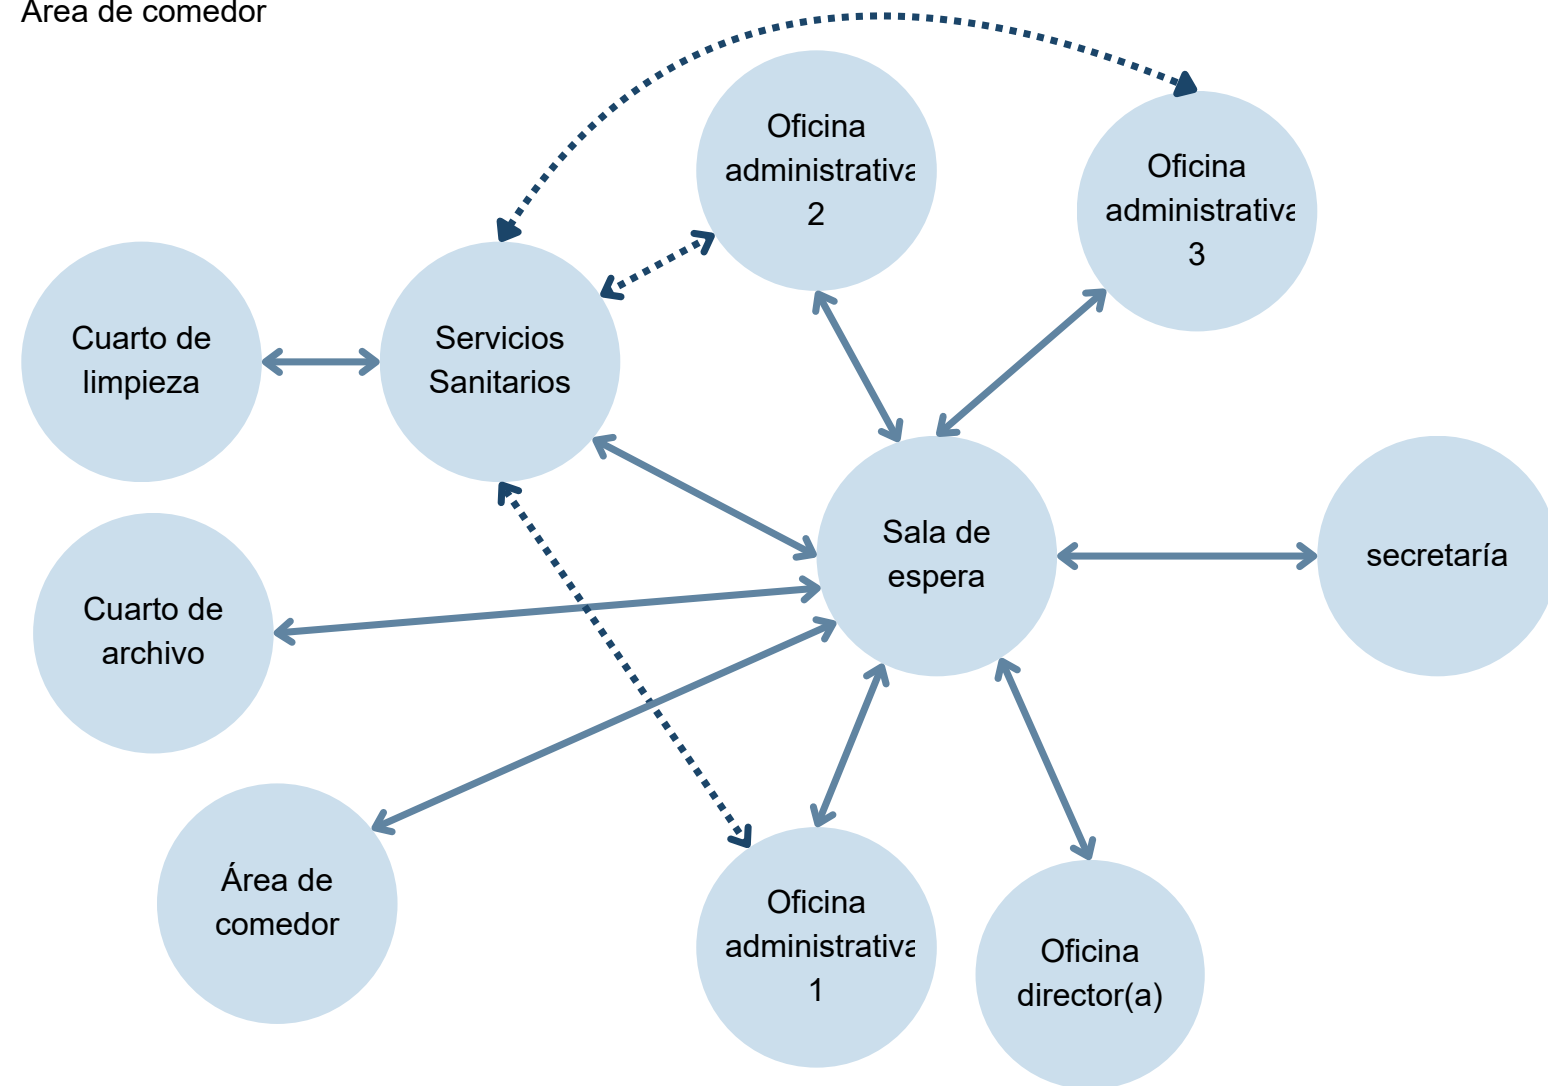 Área de comedor
Oficina
administrativa
2
Oficina
administrativa
3
Cuarto de
limpieza
Servicios
Sanitarios
Sala de
espera
secretaría
Cuarto de
archivo
Área de
comedor
Oficina
administrativa
1
Oficina
director(a)